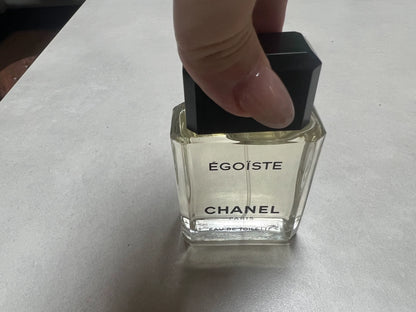 ÉGOÏSTE
CHANEL
PARIS
EAU DE TOILETTE